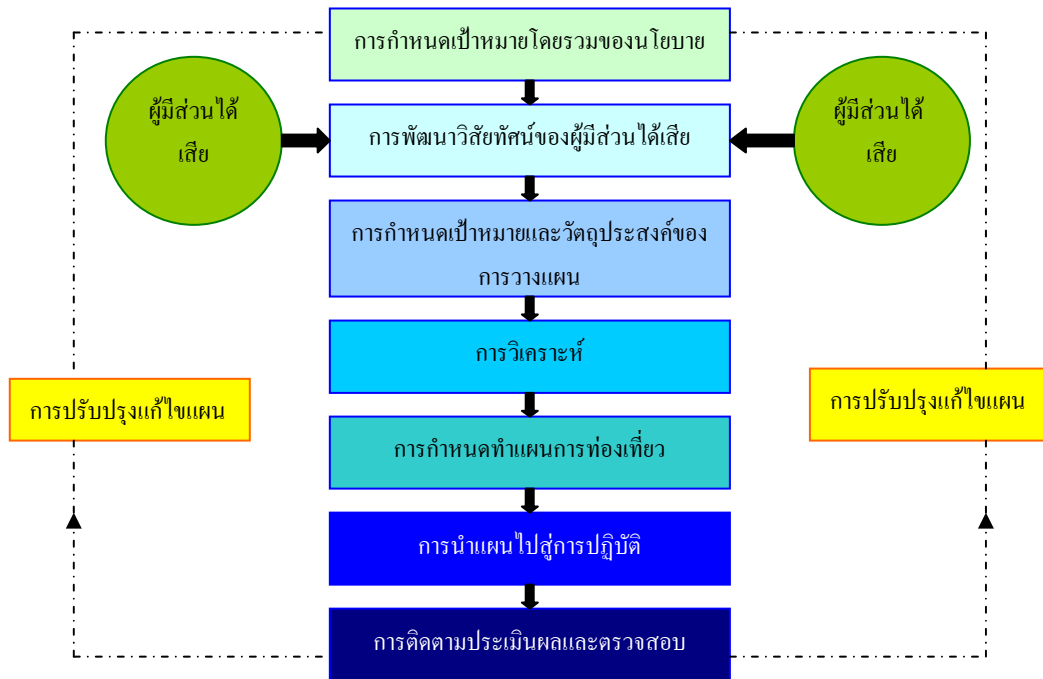 การกำหนดเป้าหมายโดยรวมของนโยบาย
ผู้มีส่วนได้
เสีย
การพัฒนาวิสัยทัศน์ของผู้มีส่วนได้เสีย
ผู้มีส่วนได้
เสีย
การกำหนดเป้าหมายและวัตถุประสงค์ของ
การวางแผน
การวิเคราะห์
การปรับปรุงแก้ไขแผน
การปรับปรุงแก้ไขแผน
การกำหนดทำแผนการท่องเที่ยว
การนำแผนไปสู่การปฏิบัติ
การติดตามประเมินผลและตรวจสอบ